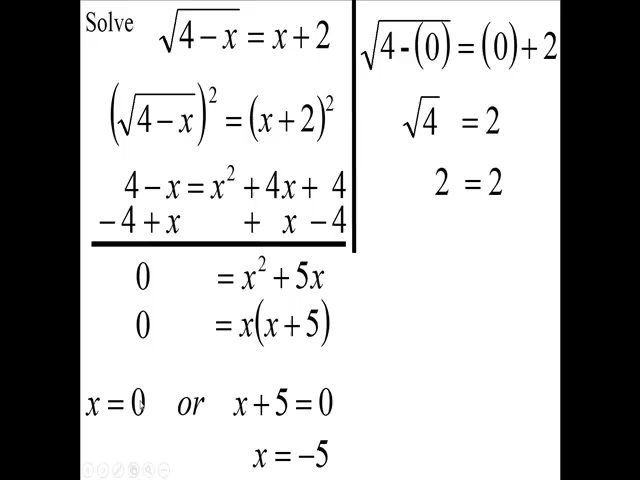 Solve √(4 − x) = x + 2
(√(4 − x))² = (x + 2)²
4 − x = x² + 4x + 4
− 4 + x + x − 4
0 = x² + 5x
0 = x(x + 5)
x = 0 or x + 5 = 0
x = −5
√(4 - (0)) = (0) + 2
√4 = 2
2 = 2